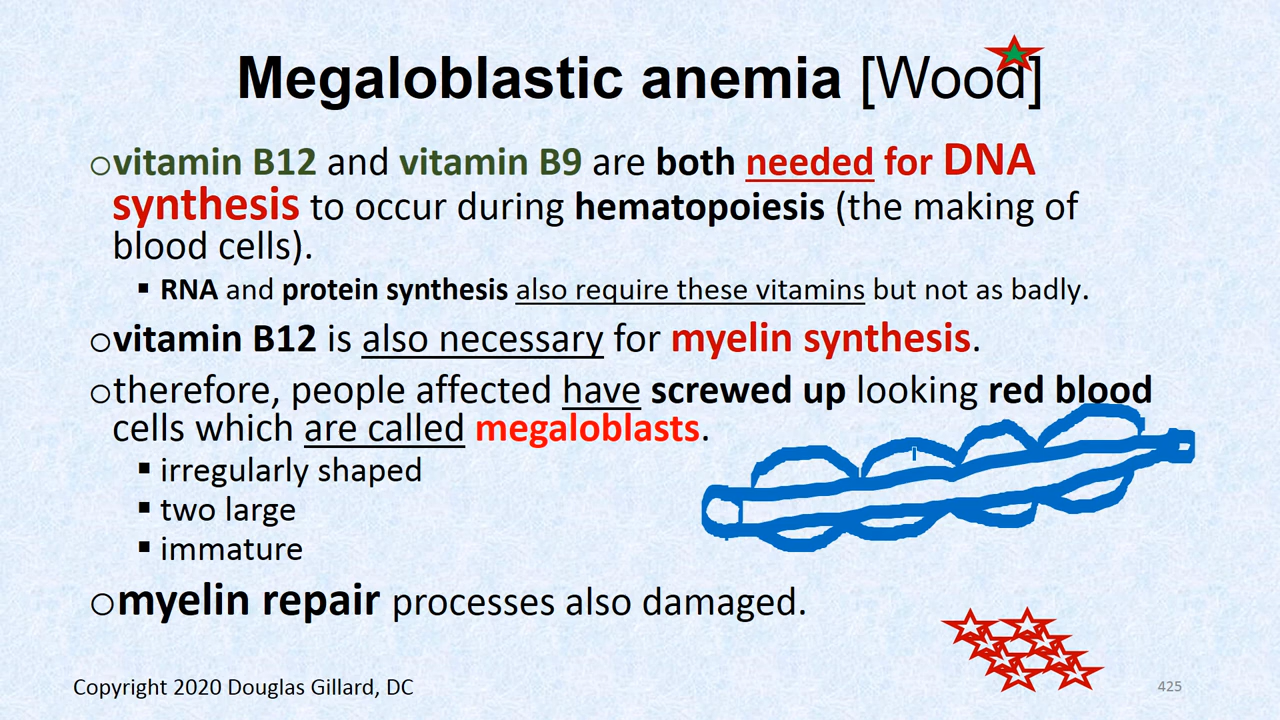 Megaloblastic anemia [Wood]
○vitamin B12 and vitamin B9 are both needed for DNA
synthesis to occur during hematopoiesis (the making of
blood cells).
▪ RNA and protein synthesis also require these vitamins but not as badly.
○vitamin B12 is also necessary for myelin synthesis.
○therefore, people affected have screwed up looking red blood
cells which are called megaloblasts.
▪ irregularly shaped
▪ two large
▪ immature
○myelin repair processes also damaged.
Copyright 2020 Douglas Gillard, DC
425